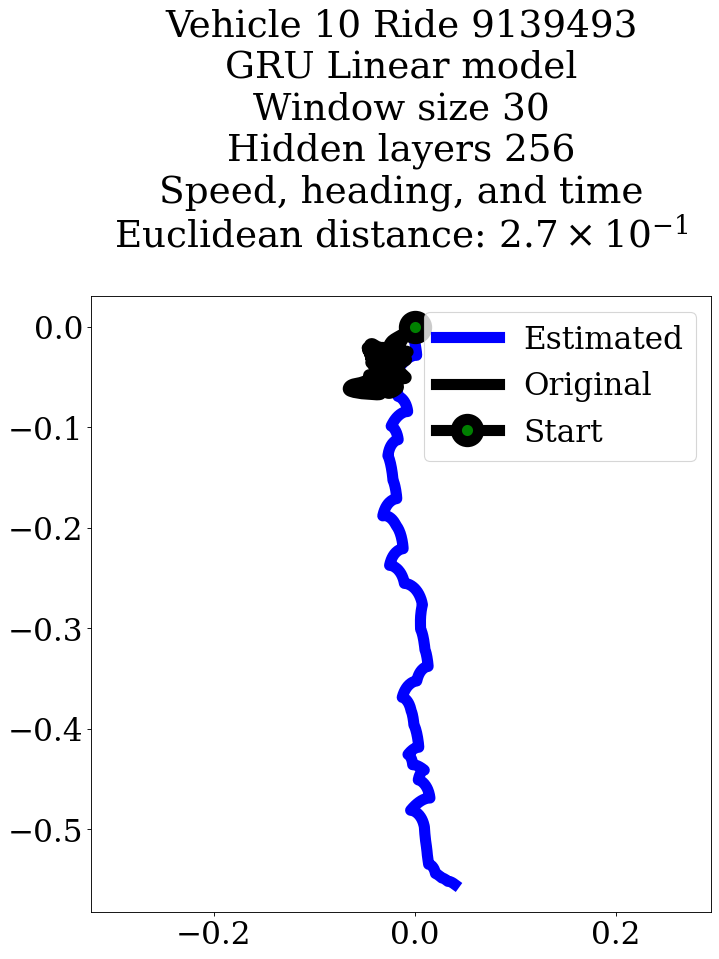 Vehicle 10 Ride 9139493
GRU Linear model
Window size 30
Hidden layers 256
Speed, heading, and time
Euclidean distance: 2.7 × 10⁻¹
Estimated
Original
Start
0.0
−0.1
−0.2
−0.3
−0.4
−0.5
−0.2 0.0 0.2